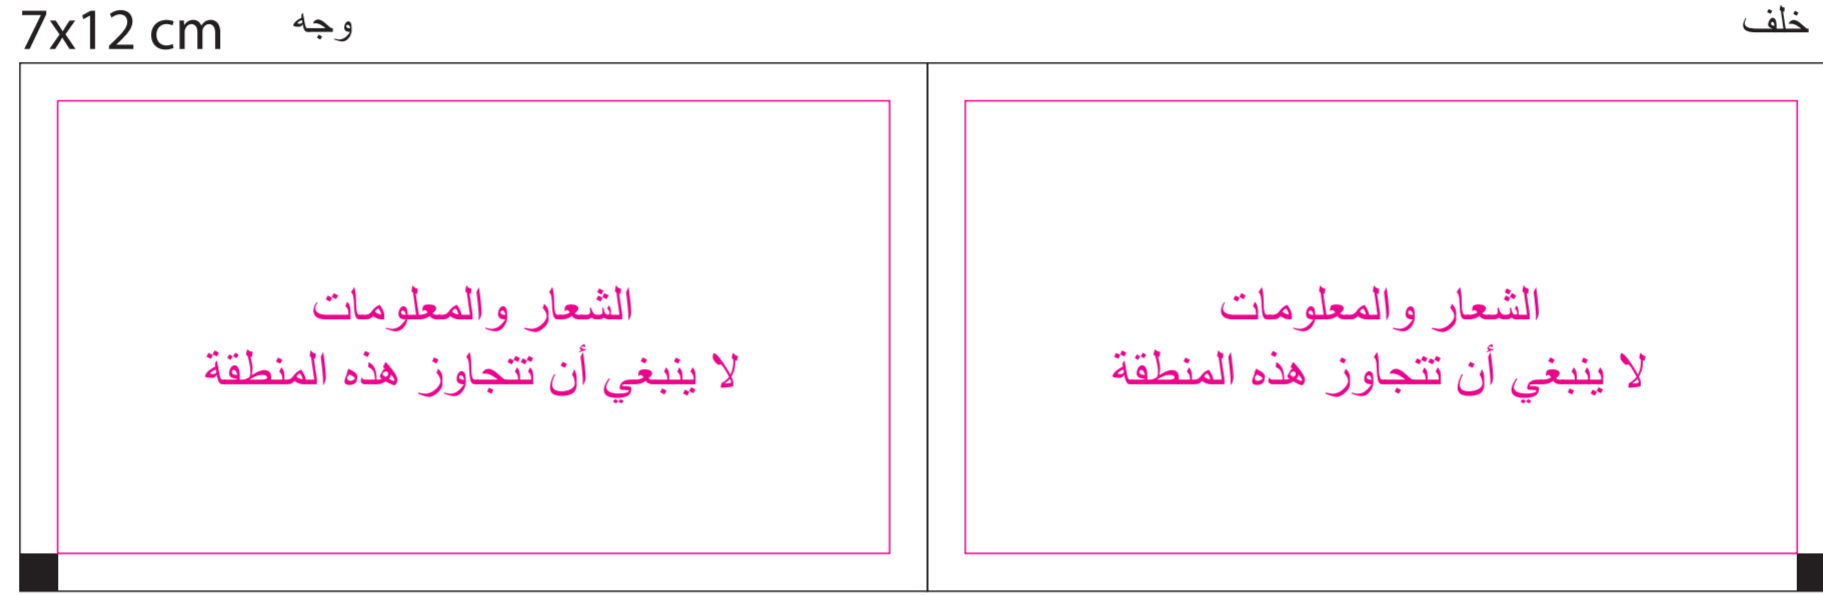 7x12 cm
وجه
خلف
الشعار والمعلومات
لا ينبغي أن تتجاوز هذه المنطقة
الشعار والمعلومات
لا ينبغي أن تتجاوز هذه المنطقة